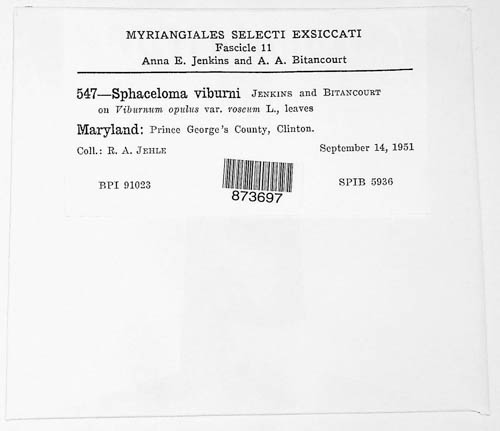 MYRIANGIALES SELECTI EXSICCATI
Fascicle 11
Anna E. Jenkins and A. A. Bitancourt
547—Sphaceloma viburni JENKINS and BITANCOURT
on Viburnum opulus var. roscum L., leaves
Maryland: Prince George's County, Clinton.
Coll.: R. A. JEHLE September 14, 1951
BPI 91023 SPIB 5936
873697